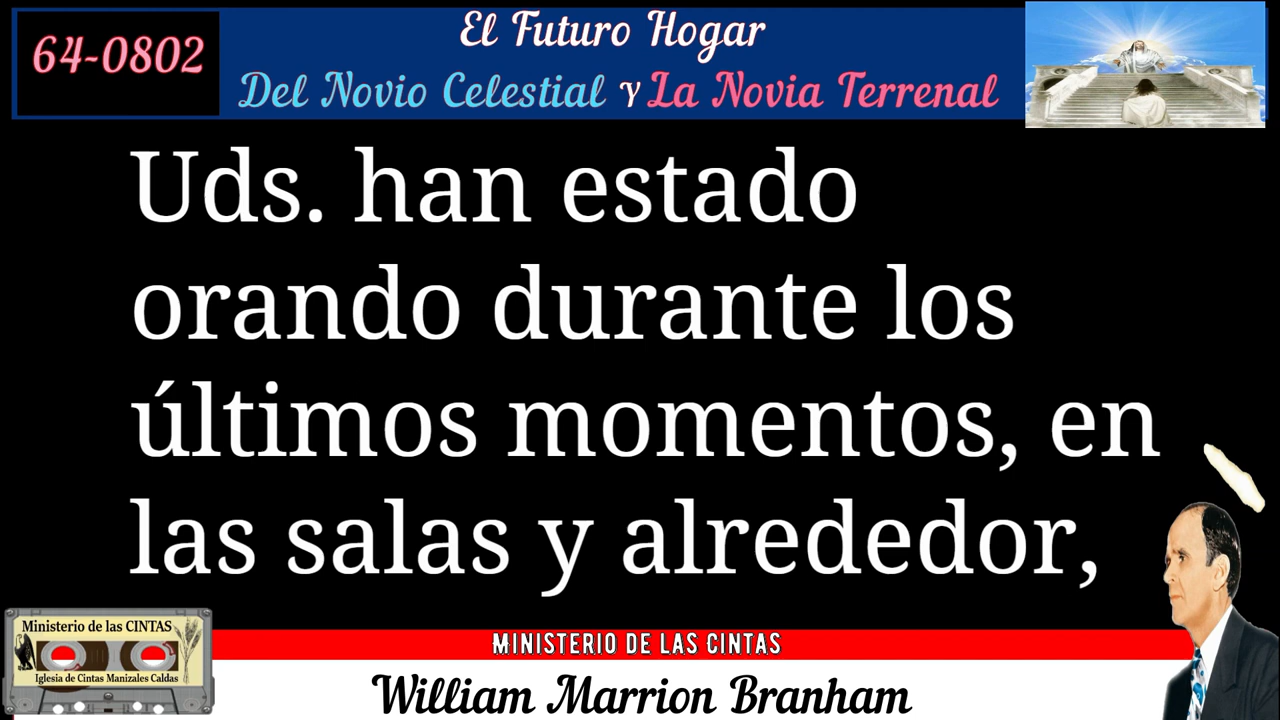 64-0802
El Futuro Hogar
Del Novio Celestial Y La Novia Terrenal
Uds. han estado
orando durante los
últimos momentos, en
las salas y alrededor,
Ministerio de las CINTAS
Iglesia de Cintas Manizales Caldas
MINISTERIO DE LAS CINTAS
William Marrion Branham